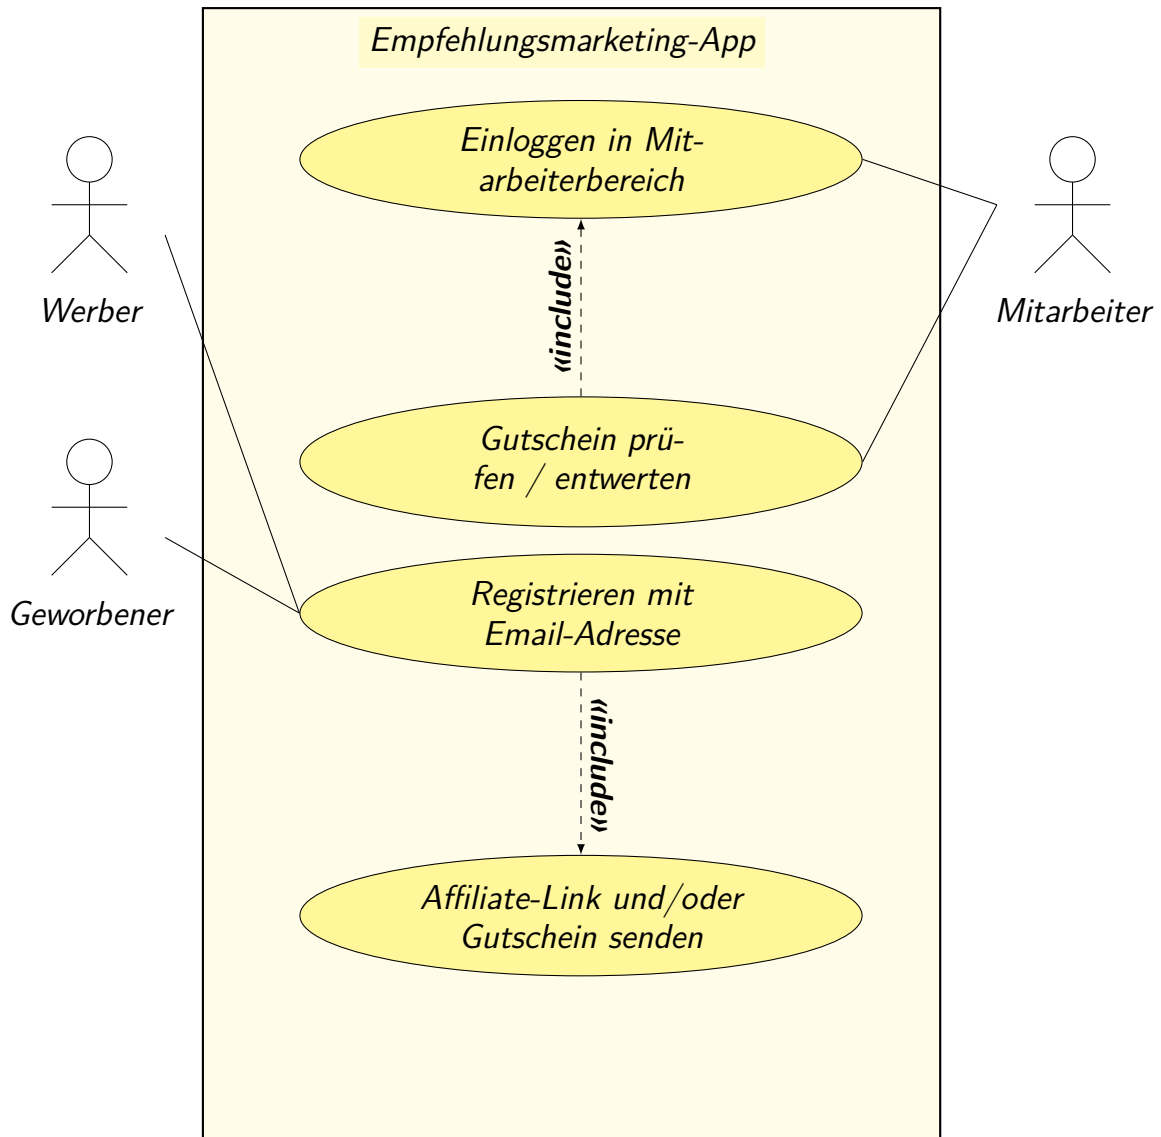 Empfehlungsmarketing-App
Einloggen in Mit-
arbeiterbereich
«include»
Werber
Mitarbeiter
Gutschein prü-
fen / entwerten
Geworbener
Registrieren mit
Email-Adresse
«include»
Affiliate-Link und/oder
Gutschein senden